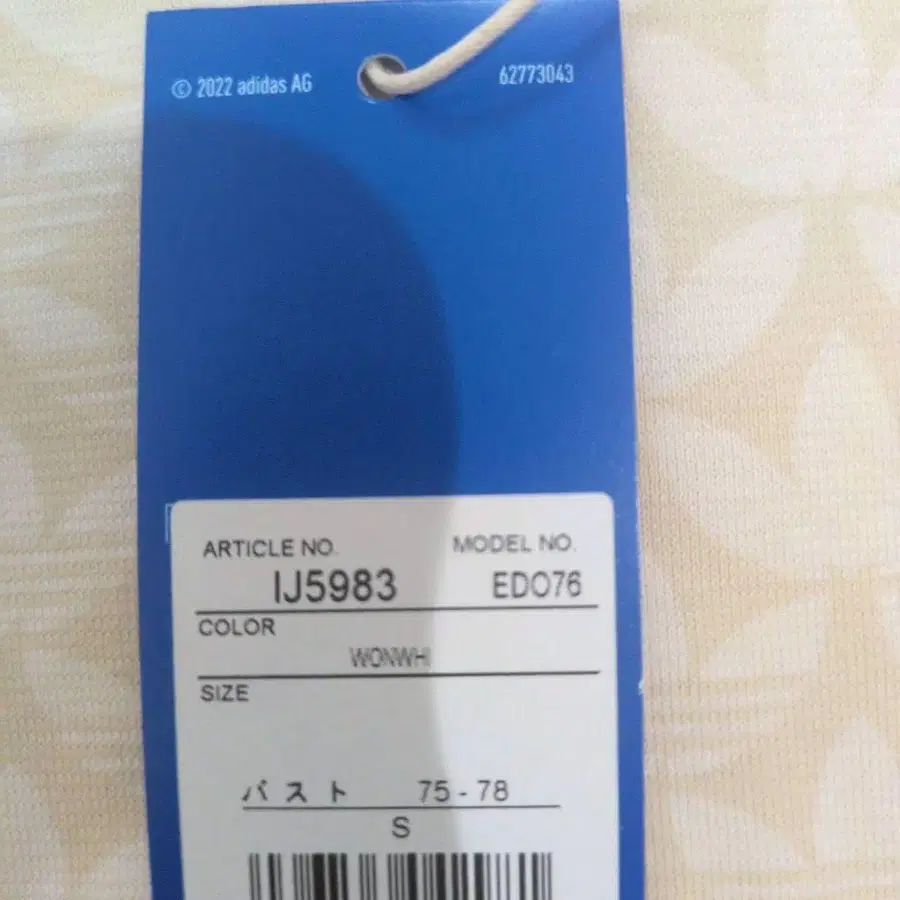 © 2022 adidas AG 62773043
ARTICLE NO. MODEL NO.
IJ5983 EDO76
COLOR
WONWHI
SIZE
バスト 75 - 78
S